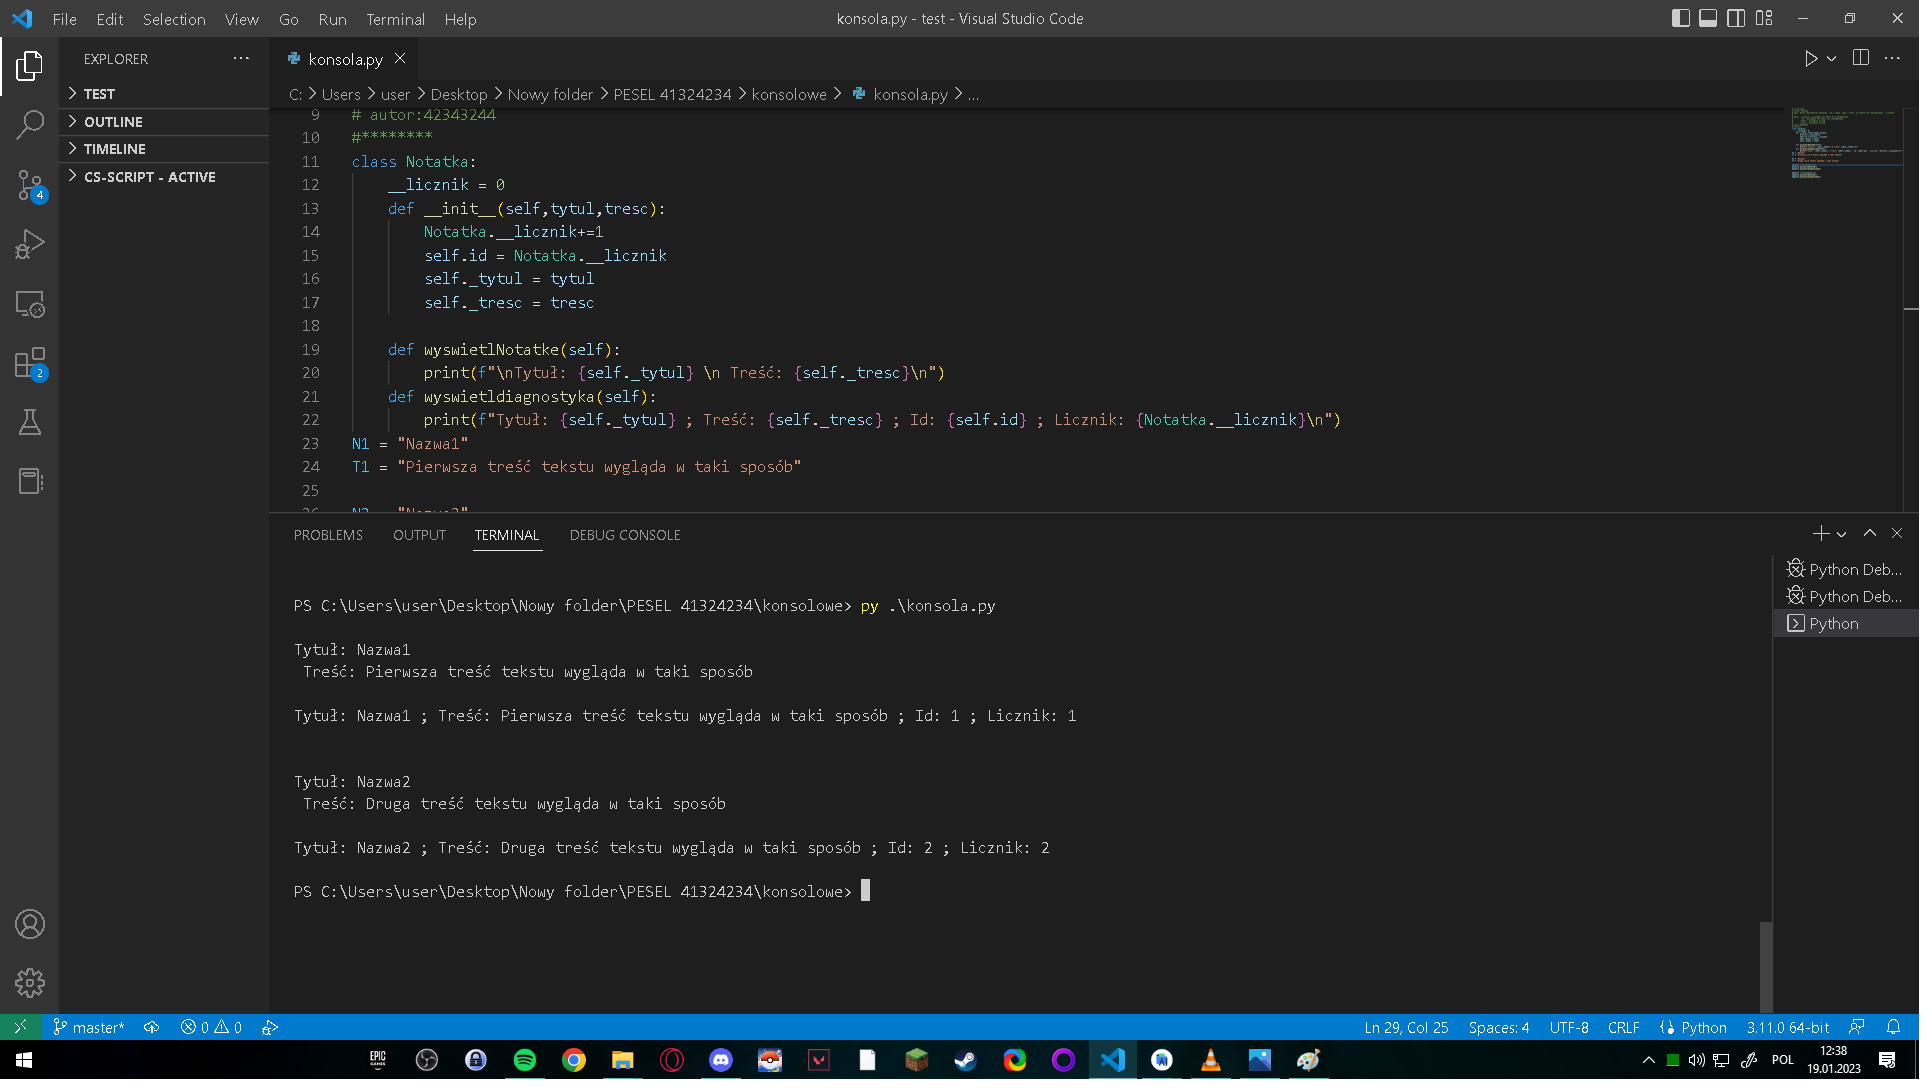 File Edit Selection View Go Run Terminal Help
konsola.py - test - Visual Studio Code
EXPLORER
TEST
OUTLINE
TIMELINE
CS-SCRIPT - ACTIVE
4
2
konsola.py
C: > Users > user > Desktop > Nowy folder > PESEL 41324234 > konsolowe > konsola.py > ...
9 # autor:42343244
10 #********
11 class Notatka:
12 __licznik = 0
13 def __init__(self,tytul,tresc):
14 Notatka.__licznik+=1
15 self.id = Notatka.__licznik
16 self._tytul = tytul
17 self._tresc = tresc
18
19 def wyswietlNotatke(self):
20 print(f"\nTytuł: {self._tytul} \n Treść: {self._tresc}\n")
21 def wyswietldiagnostyka(self):
22 print(f"Tytuł: {self._tytul} ; Treść: {self._tresc} ; Id: {self.id} ; Licznik: {Notatka.__licznik}\n")
23 N1 = "Nazwa1"
24 T1 = "Pierwsza treść tekstu wygląda w taki sposób"
25
26 N2 = "Nazwa2"
PROBLEMS OUTPUT TERMINAL DEBUG CONSOLE
Python Deb...
Python Deb...
Python
PS C:\Users\user\Desktop\Nowy folder\PESEL 41324234\konsolowe> py .\konsola.py
Tytuł: Nazwa1
Treść: Pierwsza treść tekstu wygląda w taki sposób
Tytuł: Nazwa1 ; Treść: Pierwsza treść tekstu wygląda w taki sposób ; Id: 1 ; Licznik: 1
Tytuł: Nazwa2
Treść: Druga treść tekstu wygląda w taki sposób
Tytuł: Nazwa2 ; Treść: Druga treść tekstu wygląda w taki sposób ; Id: 2 ; Licznik: 2
PS C:\Users\user\Desktop\Nowy folder\PESEL 41324234\konsolowe>
master* 0 0
Ln 29, Col 25 Spaces: 4 UTF-8 CRLF Python 3.11.0 64-bit
EPIC GAMES
POL
12:38
19.01.2023